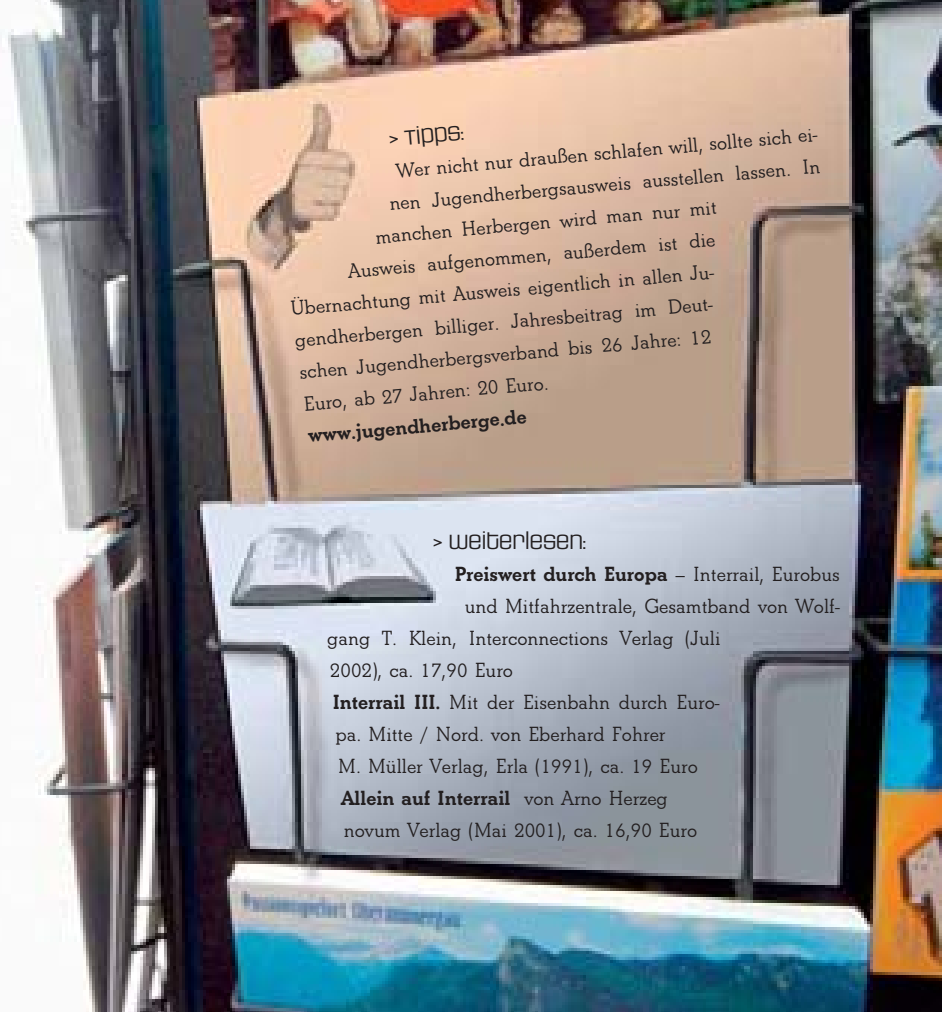 > Tipps:
Wer nicht nur draußen schlafen will, sollte sich ei-
nen Jugendherbergsausweis ausstellen lassen. In
manchen Herbergen wird man nur mit
Ausweis aufgenommen, außerdem ist die
Übernachtung mit Ausweis eigentlich in allen Ju-
gendherbergen billiger. Jahresbeitrag im Deut-
schen Jugendherbergsverband bis 26 Jahre: 12
Euro, ab 27 Jahren: 20 Euro.
www.jugendherberge.de
> weiterlesen:
Preiswert durch Europa – Interrail, Eurobus
und Mitfahrzentrale, Gesamtband von Wolf-
gang T. Klein, Interconnections Verlag (Juli
2002), ca. 17,90 Euro
Interrail III. Mit der Eisenbahn durch Euro-
pa. Mitte / Nord. von Eberhard Fohrer
M. Müller Verlag, Erla (1991), ca. 19 Euro
Allein auf Interrail von Arno Herzeg
novum Verlag (Mai 2001), ca. 16,90 Euro